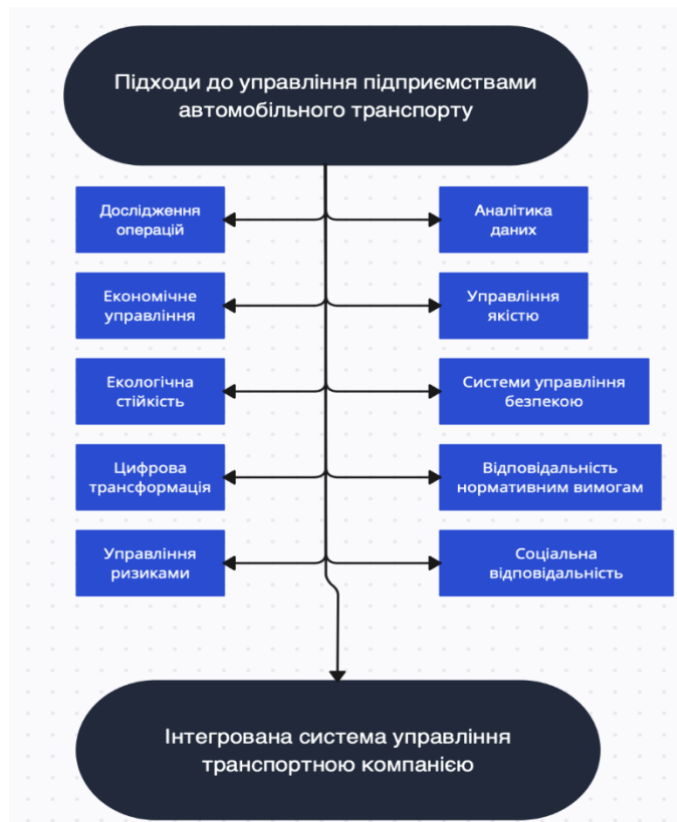 Підходи до управління підприємствами
автомобільного транспорту
Дослідження
операцій
Аналітика
даних
Економічне
управління
Управління
якістю
Екологічна
стійкість
Системи управління
безпекою
Цифрова
трансформація
Відповідальність
нормативним вимогам
Управління
ризиками
Соціальна
відповідальність
Інтегрована система управління
транспортною компанією